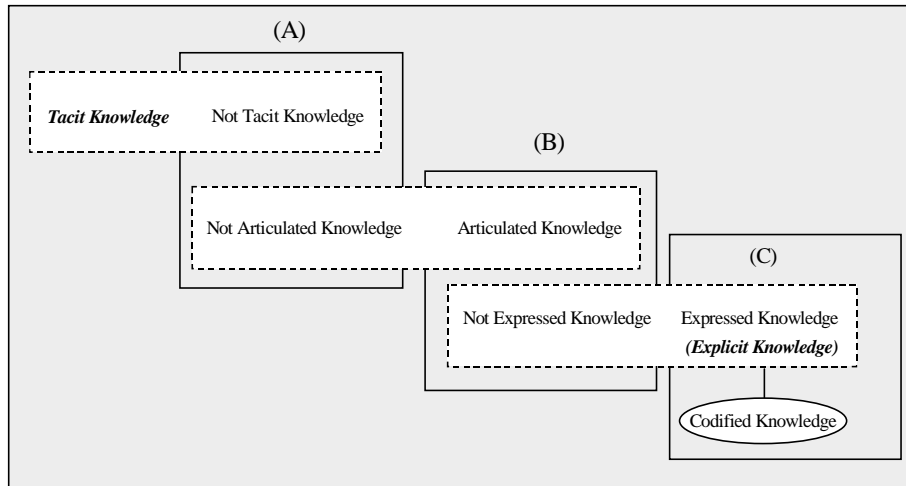 (A)
Tacit Knowledge Not Tacit Knowledge
(B)
Not Articulated Knowledge Articulated Knowledge
(C)
Not Expressed Knowledge Expressed Knowledge
(Explicit Knowledge)
Codified Knowledge